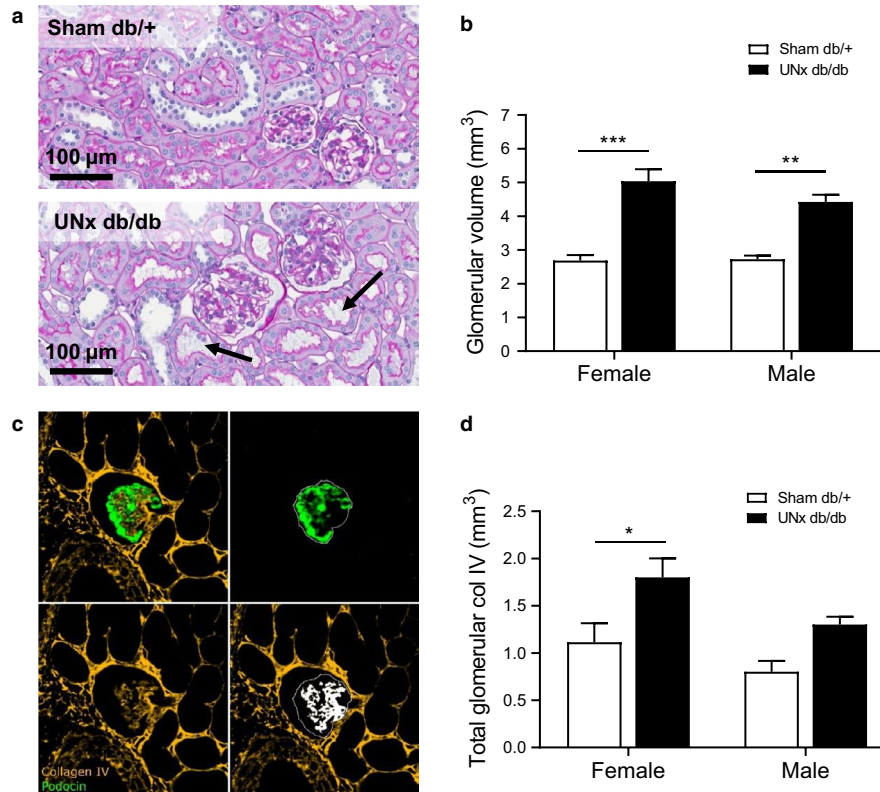 a
Sham db/+
100 µm
UNx db/db
100 µm
b
Sham db/+
UNx db/db
***
**
Glomerular volume (mm³)
7
6
5
4
3
2
1
0
Female Male
c
Collagen IV
Podocin
d
Sham db/+
UNx db/db
*
Total glomerular col IV (mm³)
2.5
2.0
1.5
1.0
0.5
0.0
Female Male